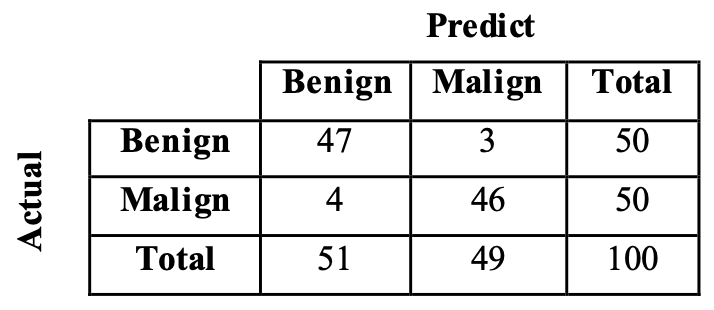 Predict
Benign Malign Total
Actual
Benign 47 3 50
Malign 4 46 50
Total 51 49 100